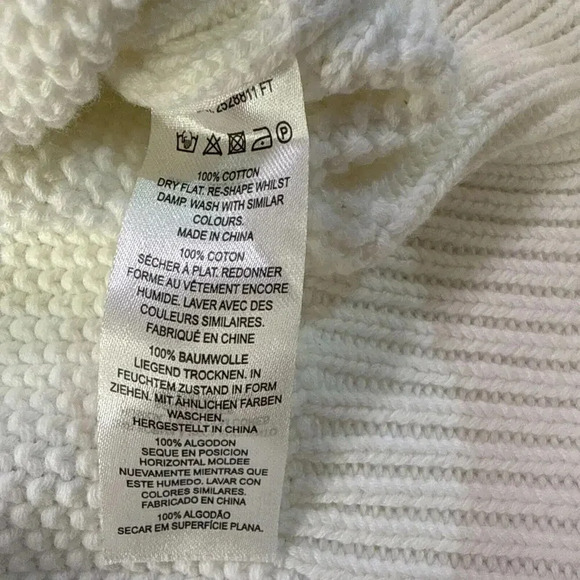 2528811 FT
P
100% COTTON
DRY FLAT. RE-SHAPE WHILST
DAMP. WASH WITH SIMILAR
COLOURS.
MADE IN CHINA
100% COTON
SÉCHER À PLAT. REDONNER
FORME AU VÊTEMENT ENCORE
HUMIDE. LAVER AVEC DES
COULEURS SIMILAIRES.
FABRIQUÉ EN CHINE
100% BAUMWOLLE
LIEGEND TROCKNEN. IN
FEUCHTEM ZUSTAND IN FORM
ZIEHEN. MIT ÄHNLICHEN FARBEN
WASCHEN.
HERGESTELLT IN CHINA
100% ALGODON
SEQUE EN POSICION
HORIZONTAL MOLDEE
NUEVAMENTE MIENTRAS QUE
ESTE HUMEDO. LAVAR CON
COLORES SIMILARES.
FABRICADO EN CHINA
100% ALGODÃO
SECAR EM SUPERFÍCIE PLANA.